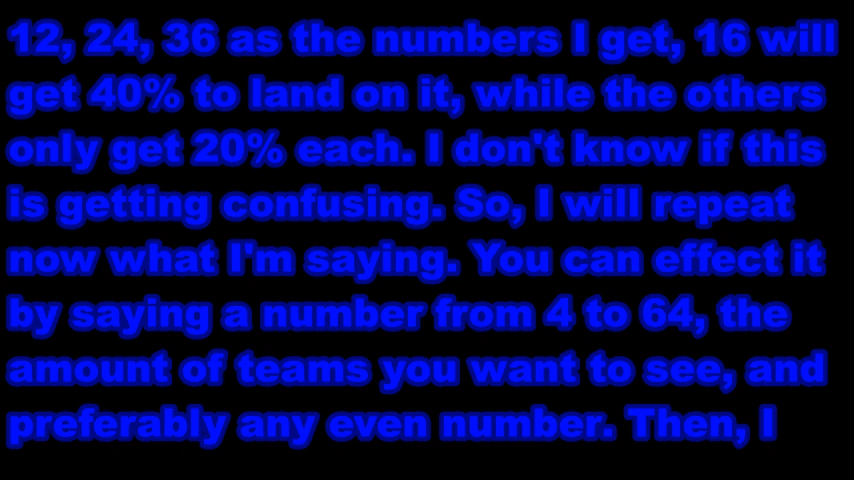 12, 24, 36 as the numbers I get, 16 will
get 40% to land on it, while the others
only get 20% each. I don't know if this
is getting confusing. So, I will repeat
now what I'm saying. You can effect it
by saying a number from 4 to 64, the
amount of teams you want to see, and
preferably any even number. Then, I